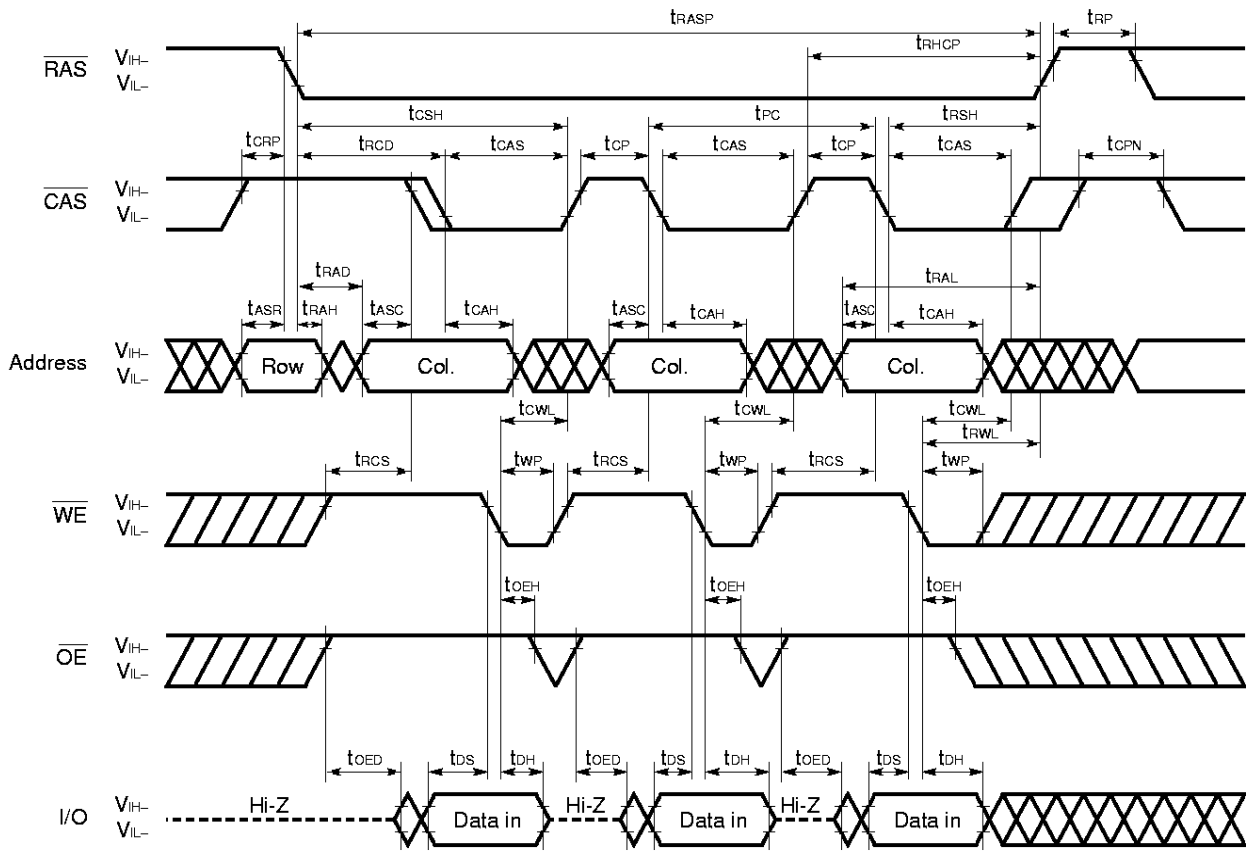 tRASP tRP
tRHCP
RAS VIH–
VIL–
tCSH tPC tRSH
tCRP tRCD tCAS tCP tCAS tCP tCAS tCPN
CAS VIH–
VIL–
tRAD tRAL
tASR tRAH tASC tCAH tASC tCAH tASC tCAH
Address VIH–
VIL–
Row Col. Col. Col.
tCWL tCWL tCWL
tRWL
tRCS tWP tRCS tWP tRCS tWP
WE VIH–
VIL–
tOEH tOEH tOEH
OE VIH–
VIL–
tOED tDS tDH tOED tDS tDH tOED tDS tDH
I/O VIH–
VIL–
Hi-Z Data in Hi-Z Data in Hi-Z Data in